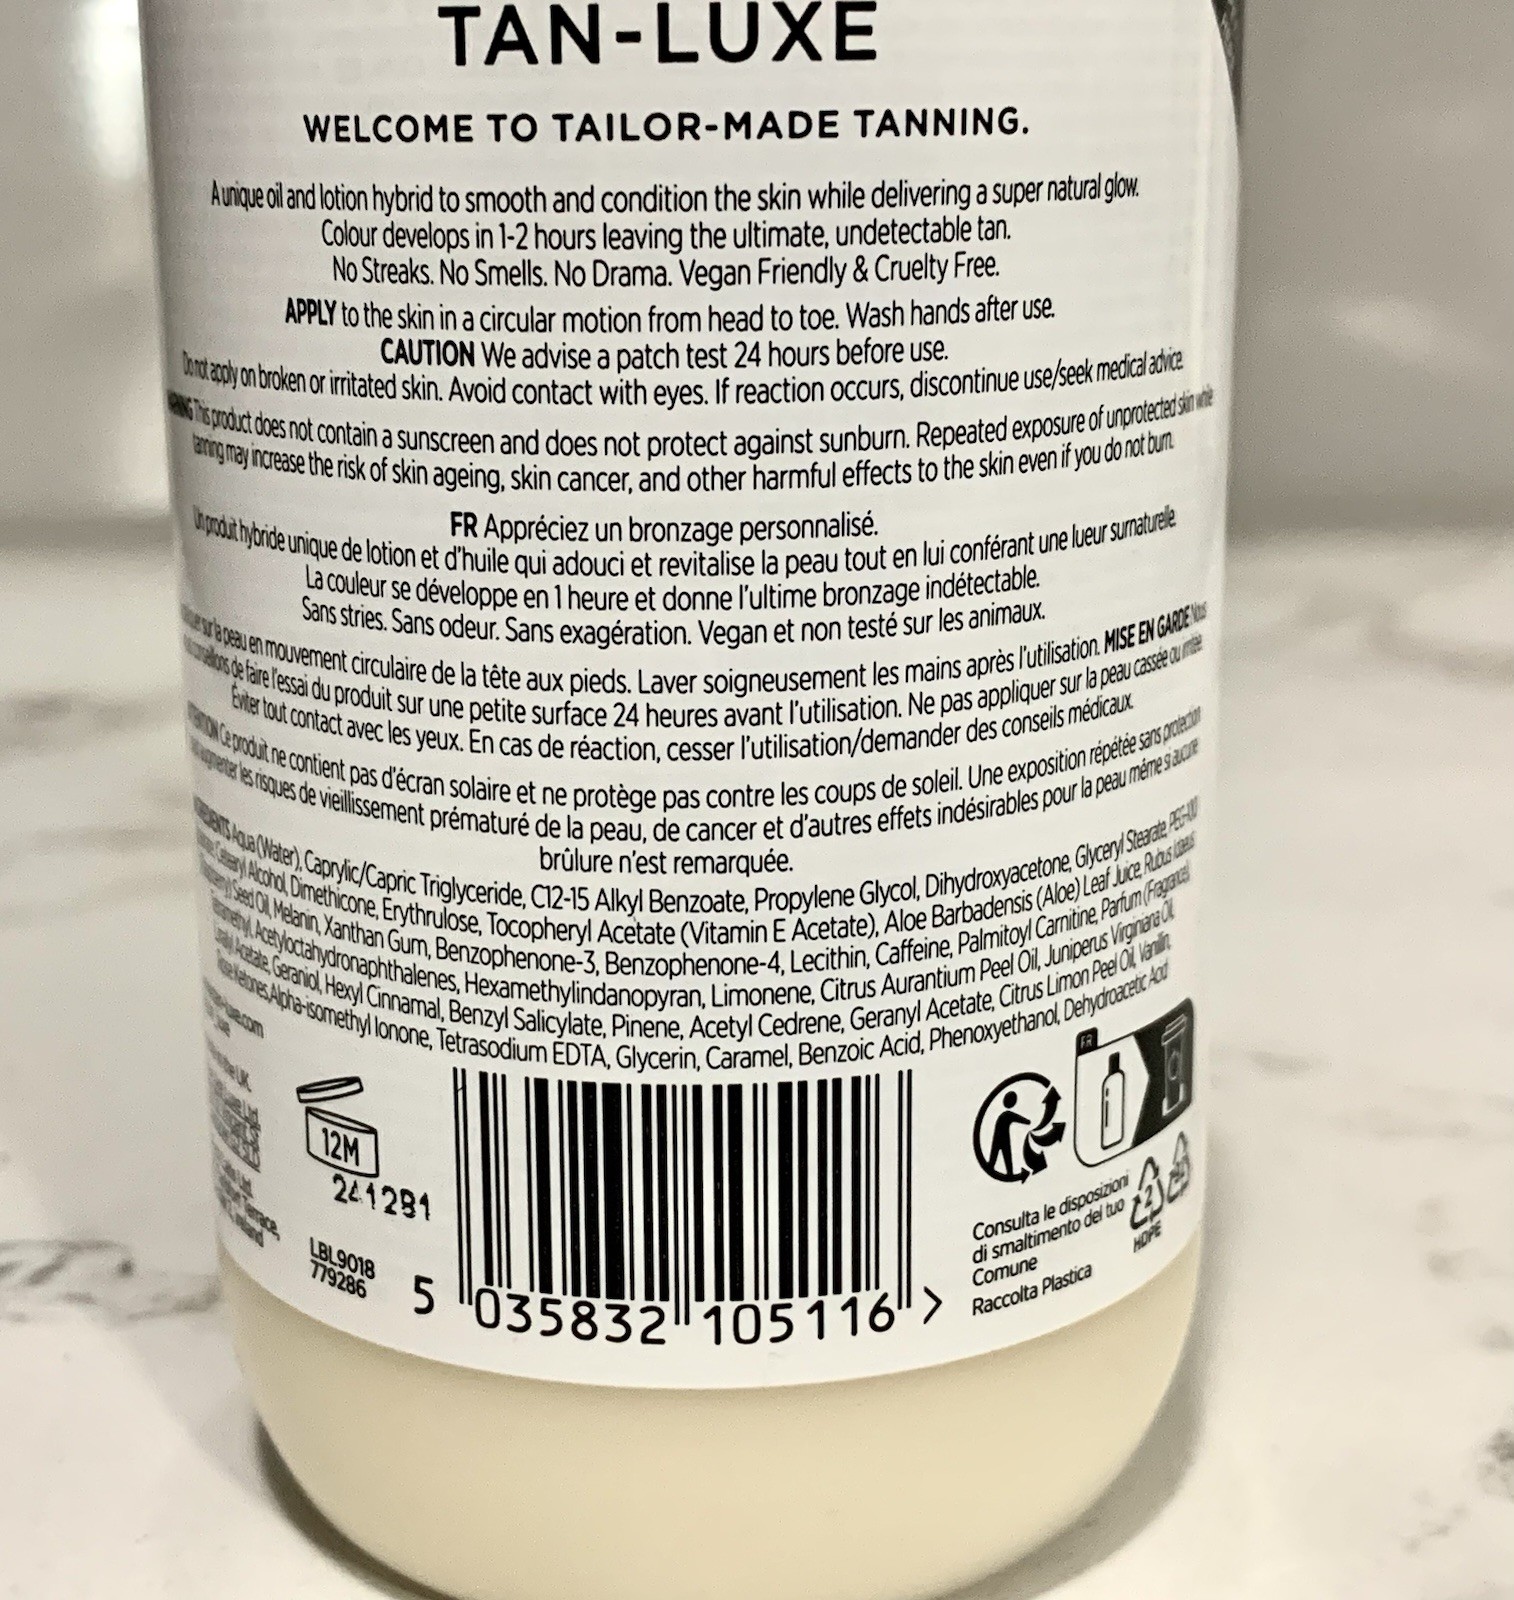 TAN-LUXE
WELCOME TO TAILOR-MADE TANNING.
A unique oil and lotion hybrid to smooth and condition the skin while delivering a super natural glow.
Colour develops in 1-2 hours leaving the ultimate, undetectable tan.
No Streaks. No Smells. No Drama. Vegan Friendly & Cruelty Free.
APPLY to the skin in a circular motion from head to toe. Wash hands after use.
CAUTION We advise a patch test 24 hours before use.
Do not apply on broken or irritated skin. Avoid contact with eyes. If reaction occurs, discontinue use/seek medical advice.
WARNING This product does not contain a sunscreen and does not protect against sunburn. Repeated exposure of unprotected skin while
tanning may increase the risk of skin ageing, skin cancer, and other harmful effects to the skin even if you do not burn.
FR Appréciez un bronzage personnalisé.
Un produit hybride unique de lotion et d'huile qui adouci et revitalise la peau tout en lui conférant une lueur surnaturelle.
La couleur se développe en 1 heure et donne l'ultime bronzage indétectable.
Sans stries. Sans odeur. Sans exagération. Vegan et non testé sur les animaux.
sur la peau en mouvement circulaire de la tête aux pieds. Laver soigneusement les mains après l'utilisation. MISE EN GARDE Nous
de faire l'essai du produit sur une petite surface 24 heures avant l'utilisation. Ne pas appliquer sur la peau cassée ou irritée.
Éviter tout contact avec les yeux. En cas de réaction, cesser l'utilisation/demander des conseils médicaux.
Ce produit ne contient pas d'écran solaire et ne protège pas contre les coups de soleil. Une exposition répétée sans protection
augmenter les risques de vieillissement prématuré de la peau, de cancer et d'autres effets indésirables pour la peau même si aucune
brûlure n'est remarquée.
INGREDIENTS Aqua (Water), Caprylic/Capric Triglyceride, C12-15 Alkyl Benzoate, Propylene Glycol, Dihydroxyacetone, Glyceryl Stearate, PEG-100
Cetearyl Alcohol, Dimethicone, Erythrulose, Tocopheryl Acetate (Vitamin E Acetate), Aloe Barbadensis (Aloe) Leaf Juice, Rubus Idaeus
Seed Oil, Melanin, Xanthan Gum, Benzophenone-3, Benzophenone-4, Lecithin, Caffeine, Palmitoyl Carnitine, Parfum (Fragrance),
Tetramethyl Acetyloctahydronaphthalenes, Hexamethylindanopyran, Limonene, Citrus Aurantium Peel Oil, Juniperus Virginiana Oil,
Linalyl Acetate, Geraniol, Hexyl Cinnamal, Benzyl Salicylate, Pinene, Acetyl Cedrene, Geranyl Acetate, Citrus Limon Peel Oil, Vanillin,
Rose Ketones, Alpha-isomethyl Ionone, Tetrasodium EDTA, Glycerin, Caramel, Benzoic Acid, Phenoxyethanol, Dehydroacetic Acid
FR
12M
241281
LBL9018
779286
5 035832 105116 >
Consulta le disposizioni
di smaltimento del tuo
Comune
Raccolta Plastica
2
HDPE